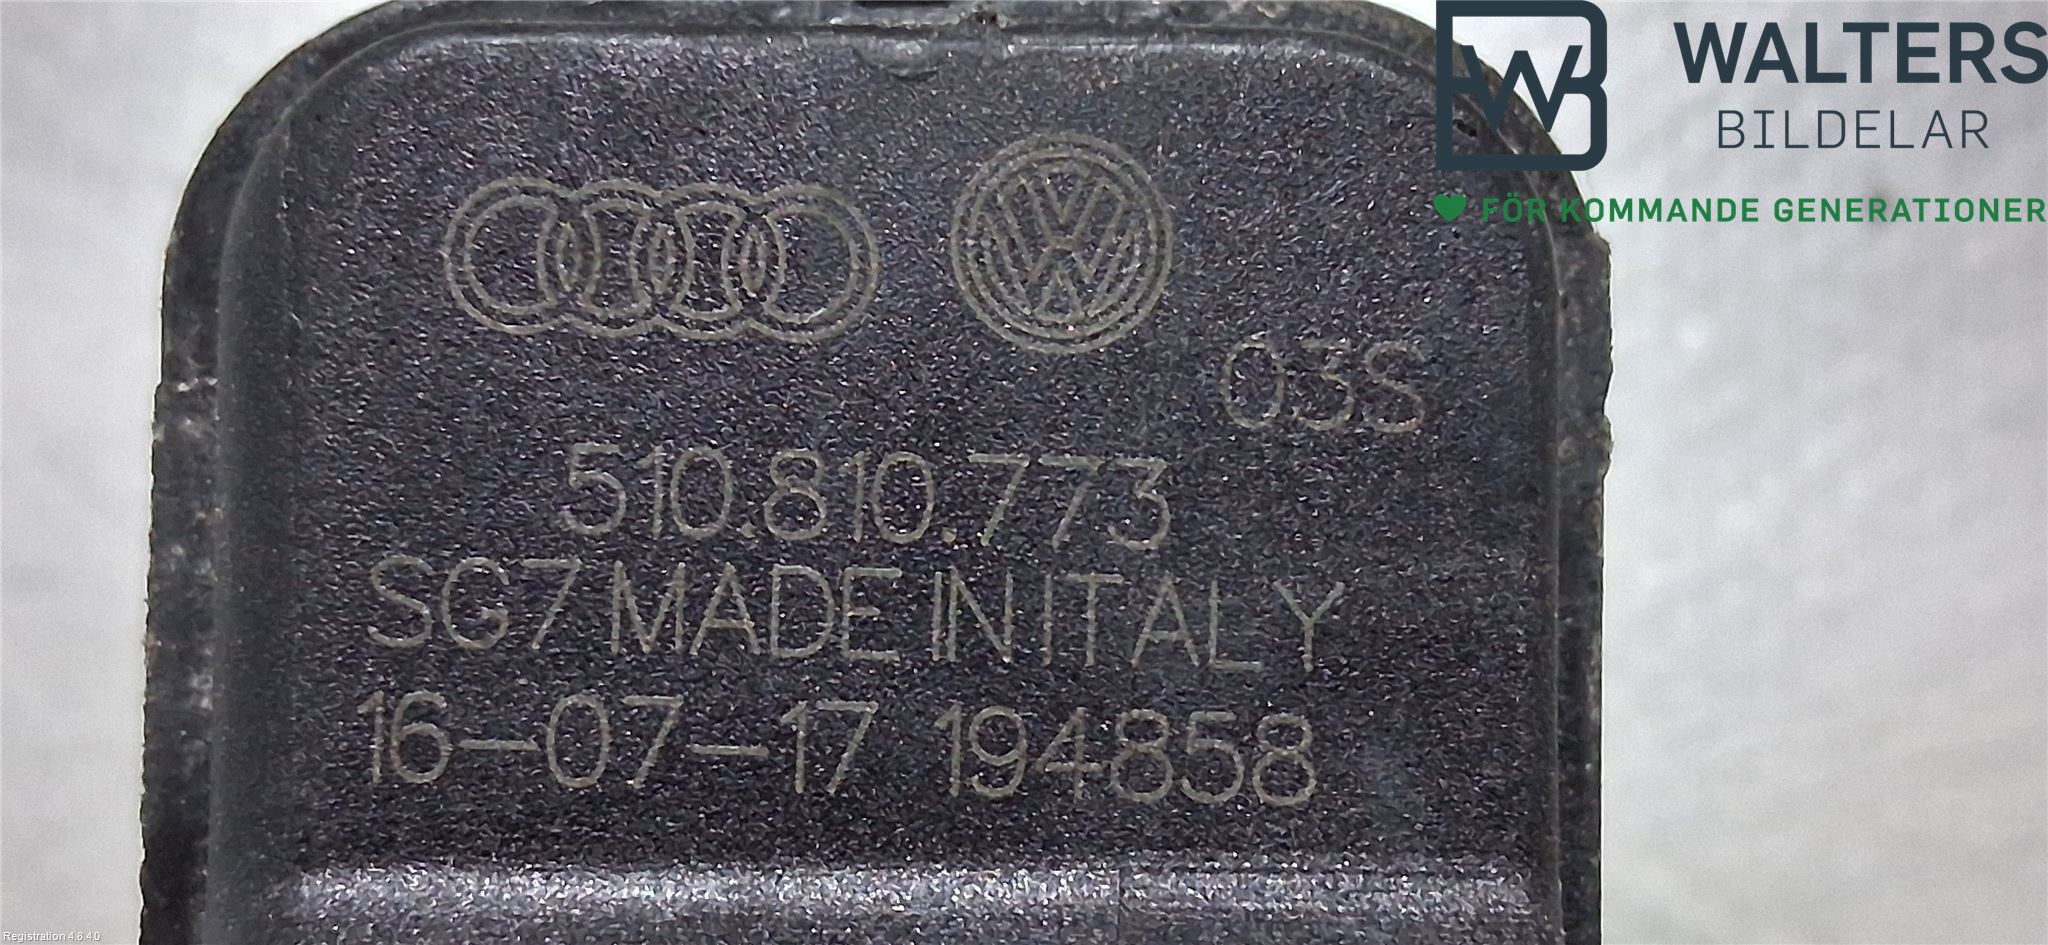 WALTERS
BILDELAR
FÖR KOMMANDE GENERATIONER
03S
510.810.773
SG7 MADE IN ITALY
16-07-17 194858
Registration 4.8.4.0